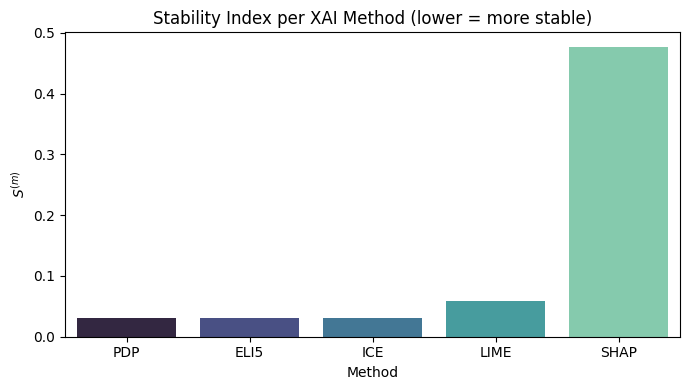 Stability Index per XAI Method (lower = more stable)
0.5
0.4
0.3
0.2
0.1
0.0
S^(m)
PDP ELI5 ICE LIME SHAP
Method